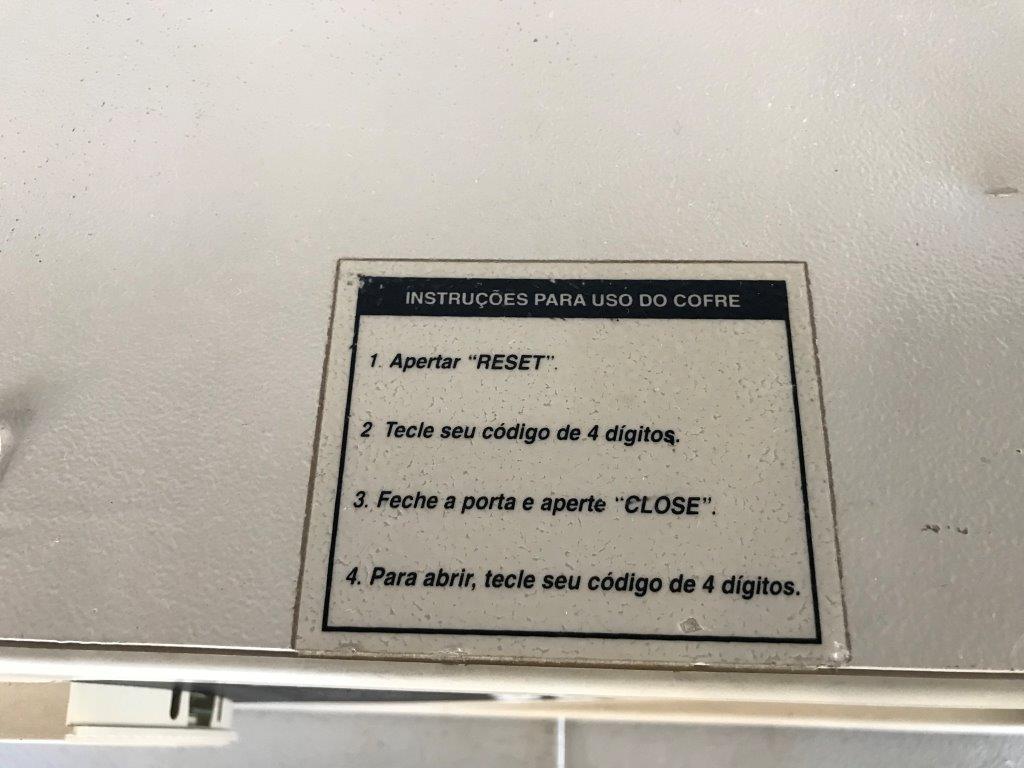 INSTRUÇÕES PARA USO DO COFRE
1. Apertar “RESET”.
2 Tecle seu código de 4 dígitos.
3. Feche a porta e aperte “CLOSE”.
4. Para abrir, tecle seu código de 4 dígitos.